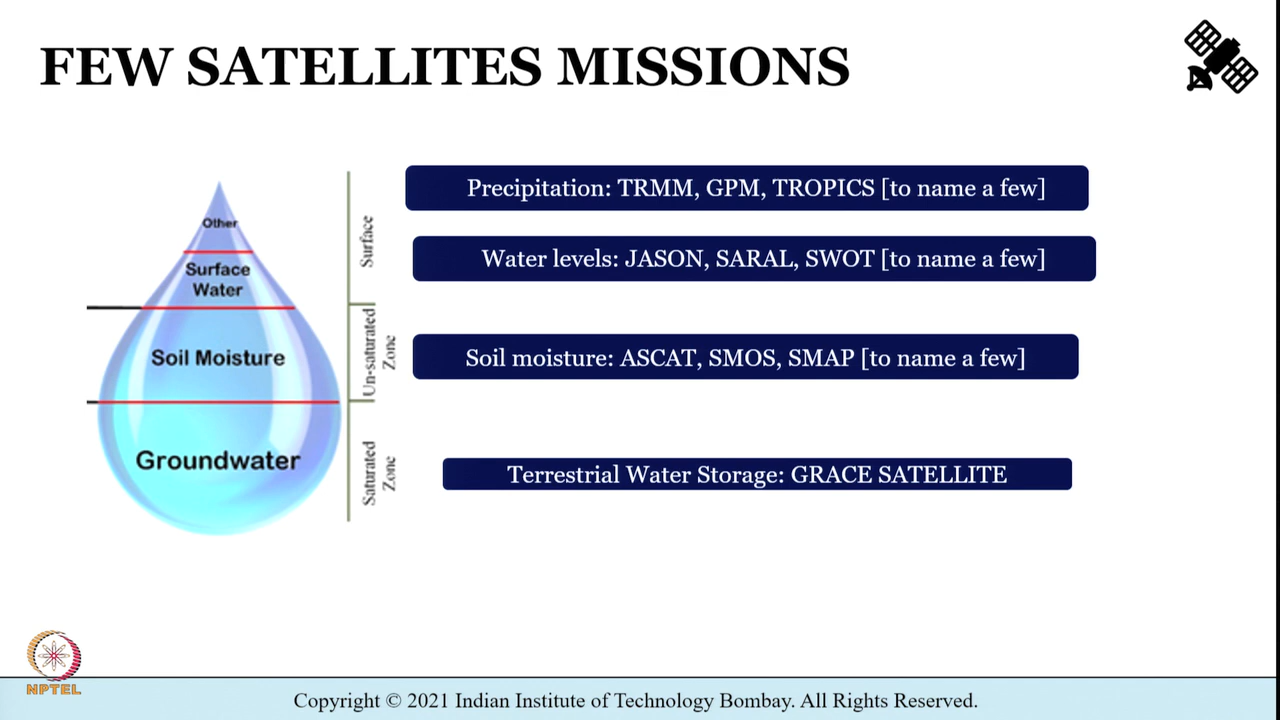 FEW SATELLITES MISSIONS
Other
Surface
Water
Soil Moisture
Groundwater
Surface
Un-saturated
Zone
Saturated
Zone
Precipitation: TRMM, GPM, TROPICS [to name a few]
Water levels: JASON, SARAL, SWOT [to name a few]
Soil moisture: ASCAT, SMOS, SMAP [to name a few]
Terrestrial Water Storage: GRACE SATELLITE
NPTEL
Copyright © 2021 Indian Institute of Technology Bombay. All Rights Reserved.